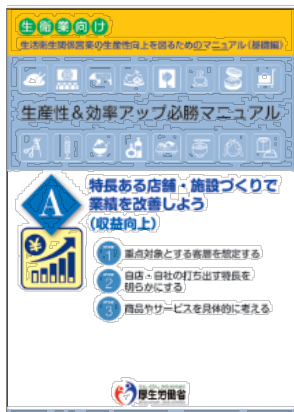 生衛業向け
生活衛生関係営業の生産性向上を図るためのマニュアル(基礎編)
生産性&効率アップ必勝マニュアル
A
特長ある店舗・施設づくりで
業績を改善しよう
(収益向上)
¥
1
重点対象とする客層を想定する
2
自店・自社の打ち出す特長を
明らかにする
3
商品やサービスを具体的に考える
厚生労働省